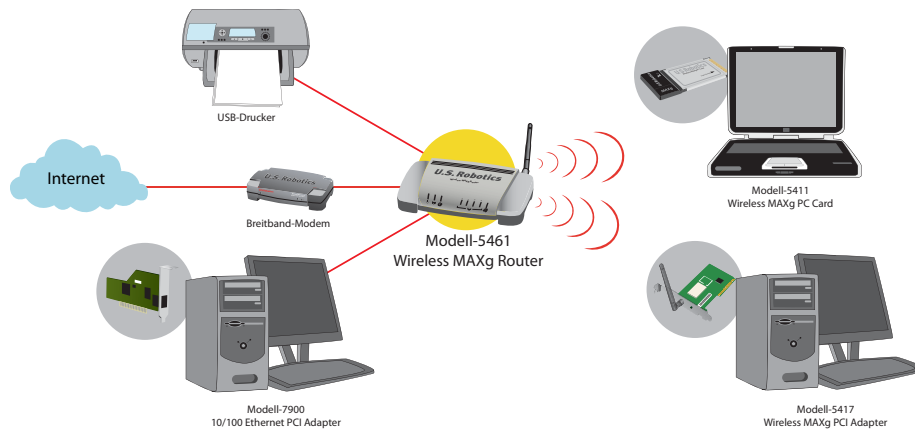 USB-Drucker
Internet
U.S. Robotics
Breitband-Modem
U.S. Robotics
Modell-5461
Wireless MAXg Router
Modell-5411
Wireless MAXg PC Card
Modell-7900
10/100 Ethernet PCI Adapter
Modell-5417
Wireless MAXg PCI Adapter